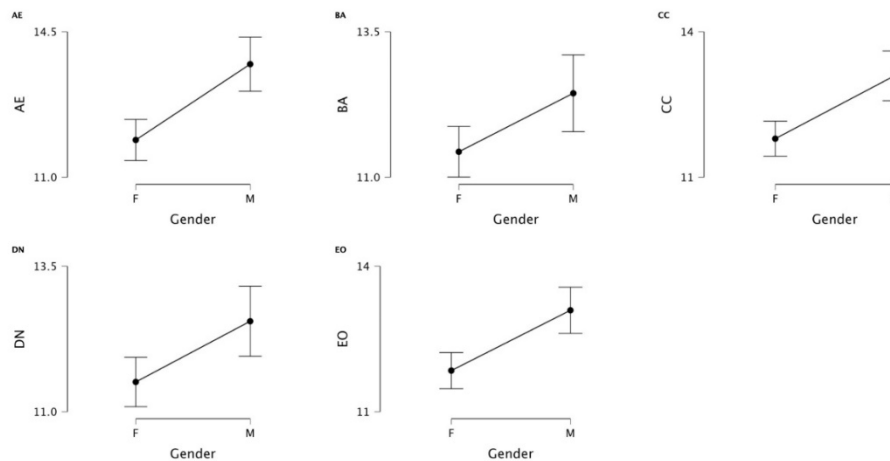 AE
14.5
AE
11.0
F
M
Gender
BA
13.5
BA
11.0
F
M
Gender
CC
14
CC
11
F
Gender
DN
13.5
DN
11.0
F
M
Gender
EO
14
EO
11
F
M
Gender